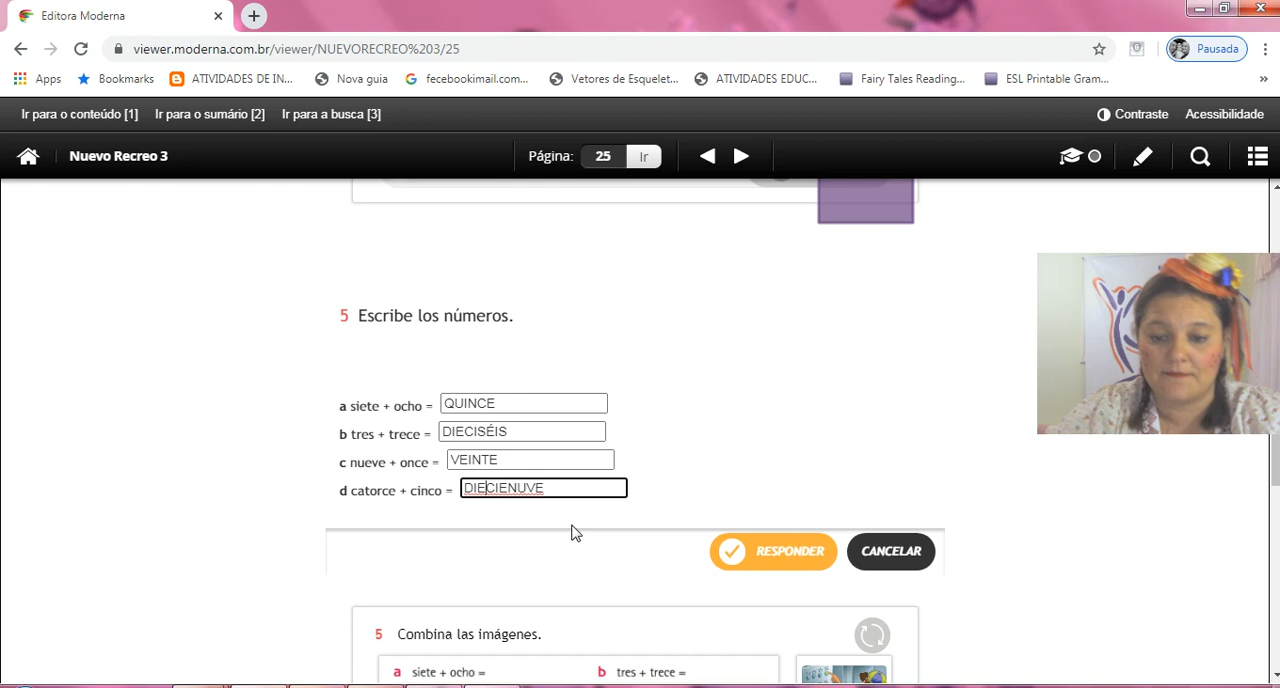 Editora Moderna
viewer.moderna.com.br/viewer/NUEVORECREO%203/25
Pausada
Apps Bookmarks ATIVIDADES DE IN... Nova guia fecebookimail.com... Vetores de Esquelet... ATIVIDADES EDUC... Fairy Tales Reading... ESL Printable Gram... »
Ir para o conteúdo [1] Ir para o sumário [2] Ir para a busca [3] Contraste Acessibilidade
Nuevo Recreo 3 Página: 25 Ir
5 Escribe los números.
a siete + ocho = QUINCE
b tres + trece = DIECISÉIS
c nueve + once = VEINTE
d catorce + cinco = DIECIENUVE
RESPONDER CANCELAR
5 Combina las imágenes.
a siete + ocho = b tres + trece =